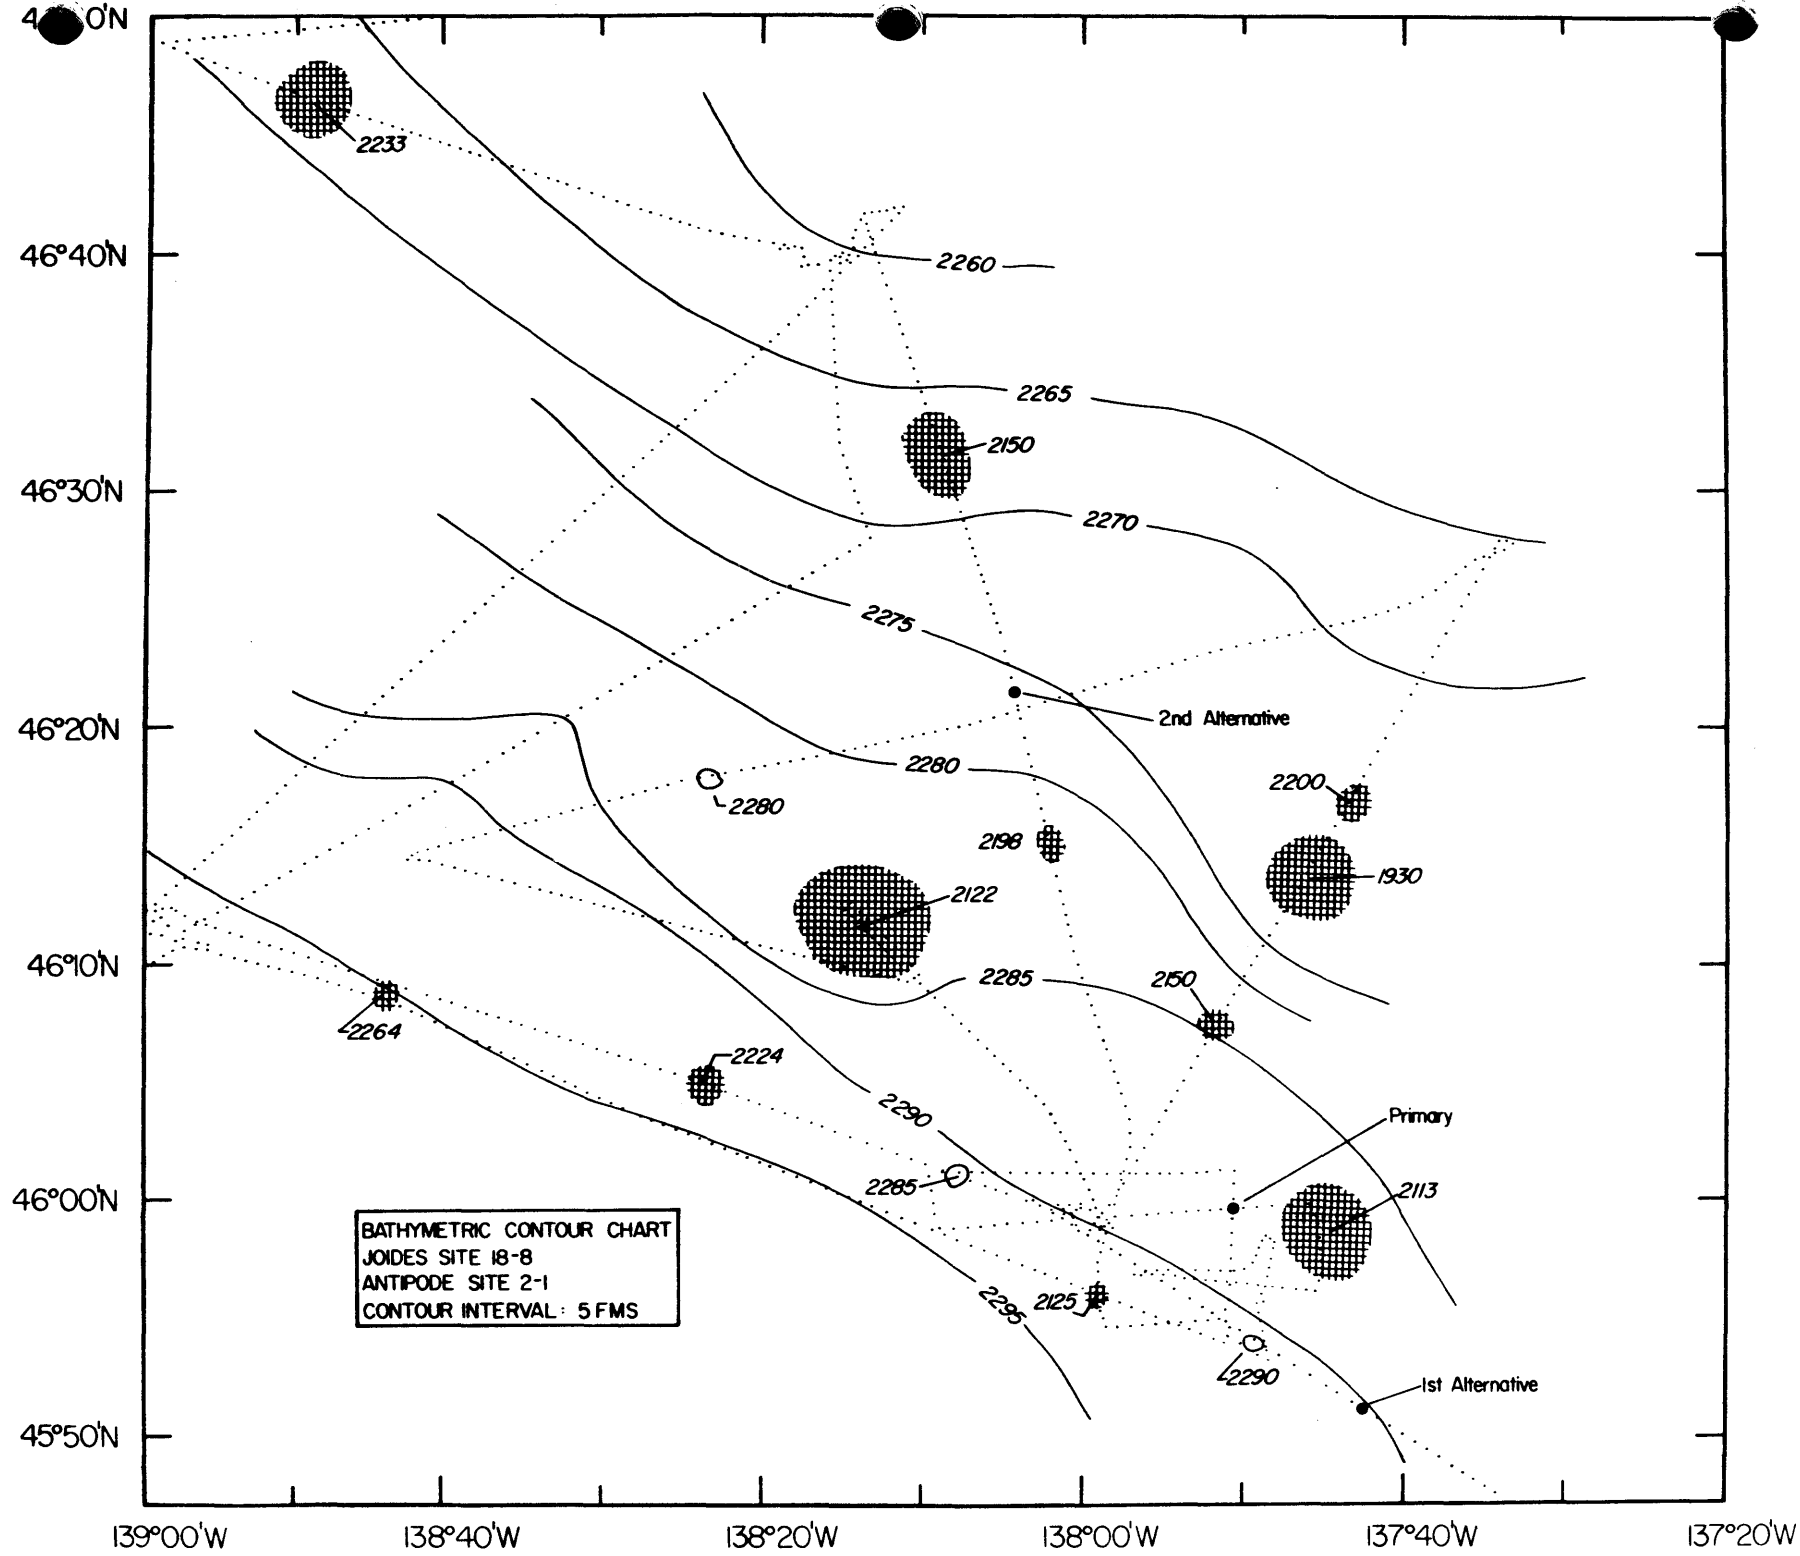 46°40'N
46°30'N
46°20'N
46°10'N
46°00'N
45°50'N
2233
2260
2265
2150
2270
2275
2nd Alternative
2280
2280
2200
2198
1930
2122
2285
2150
2264
2224
2290
Primary
2285
2113
2295
2125
2290
1st Alternative
BATHYMETRIC CONTOUR CHART
JOIDES SITE 18-8
ANTIPODE SITE 2-1
CONTOUR INTERVAL: 5 FMS
139°00'W 138°40'W 138°20'W 138°00'W 137°40'W 137°20'W